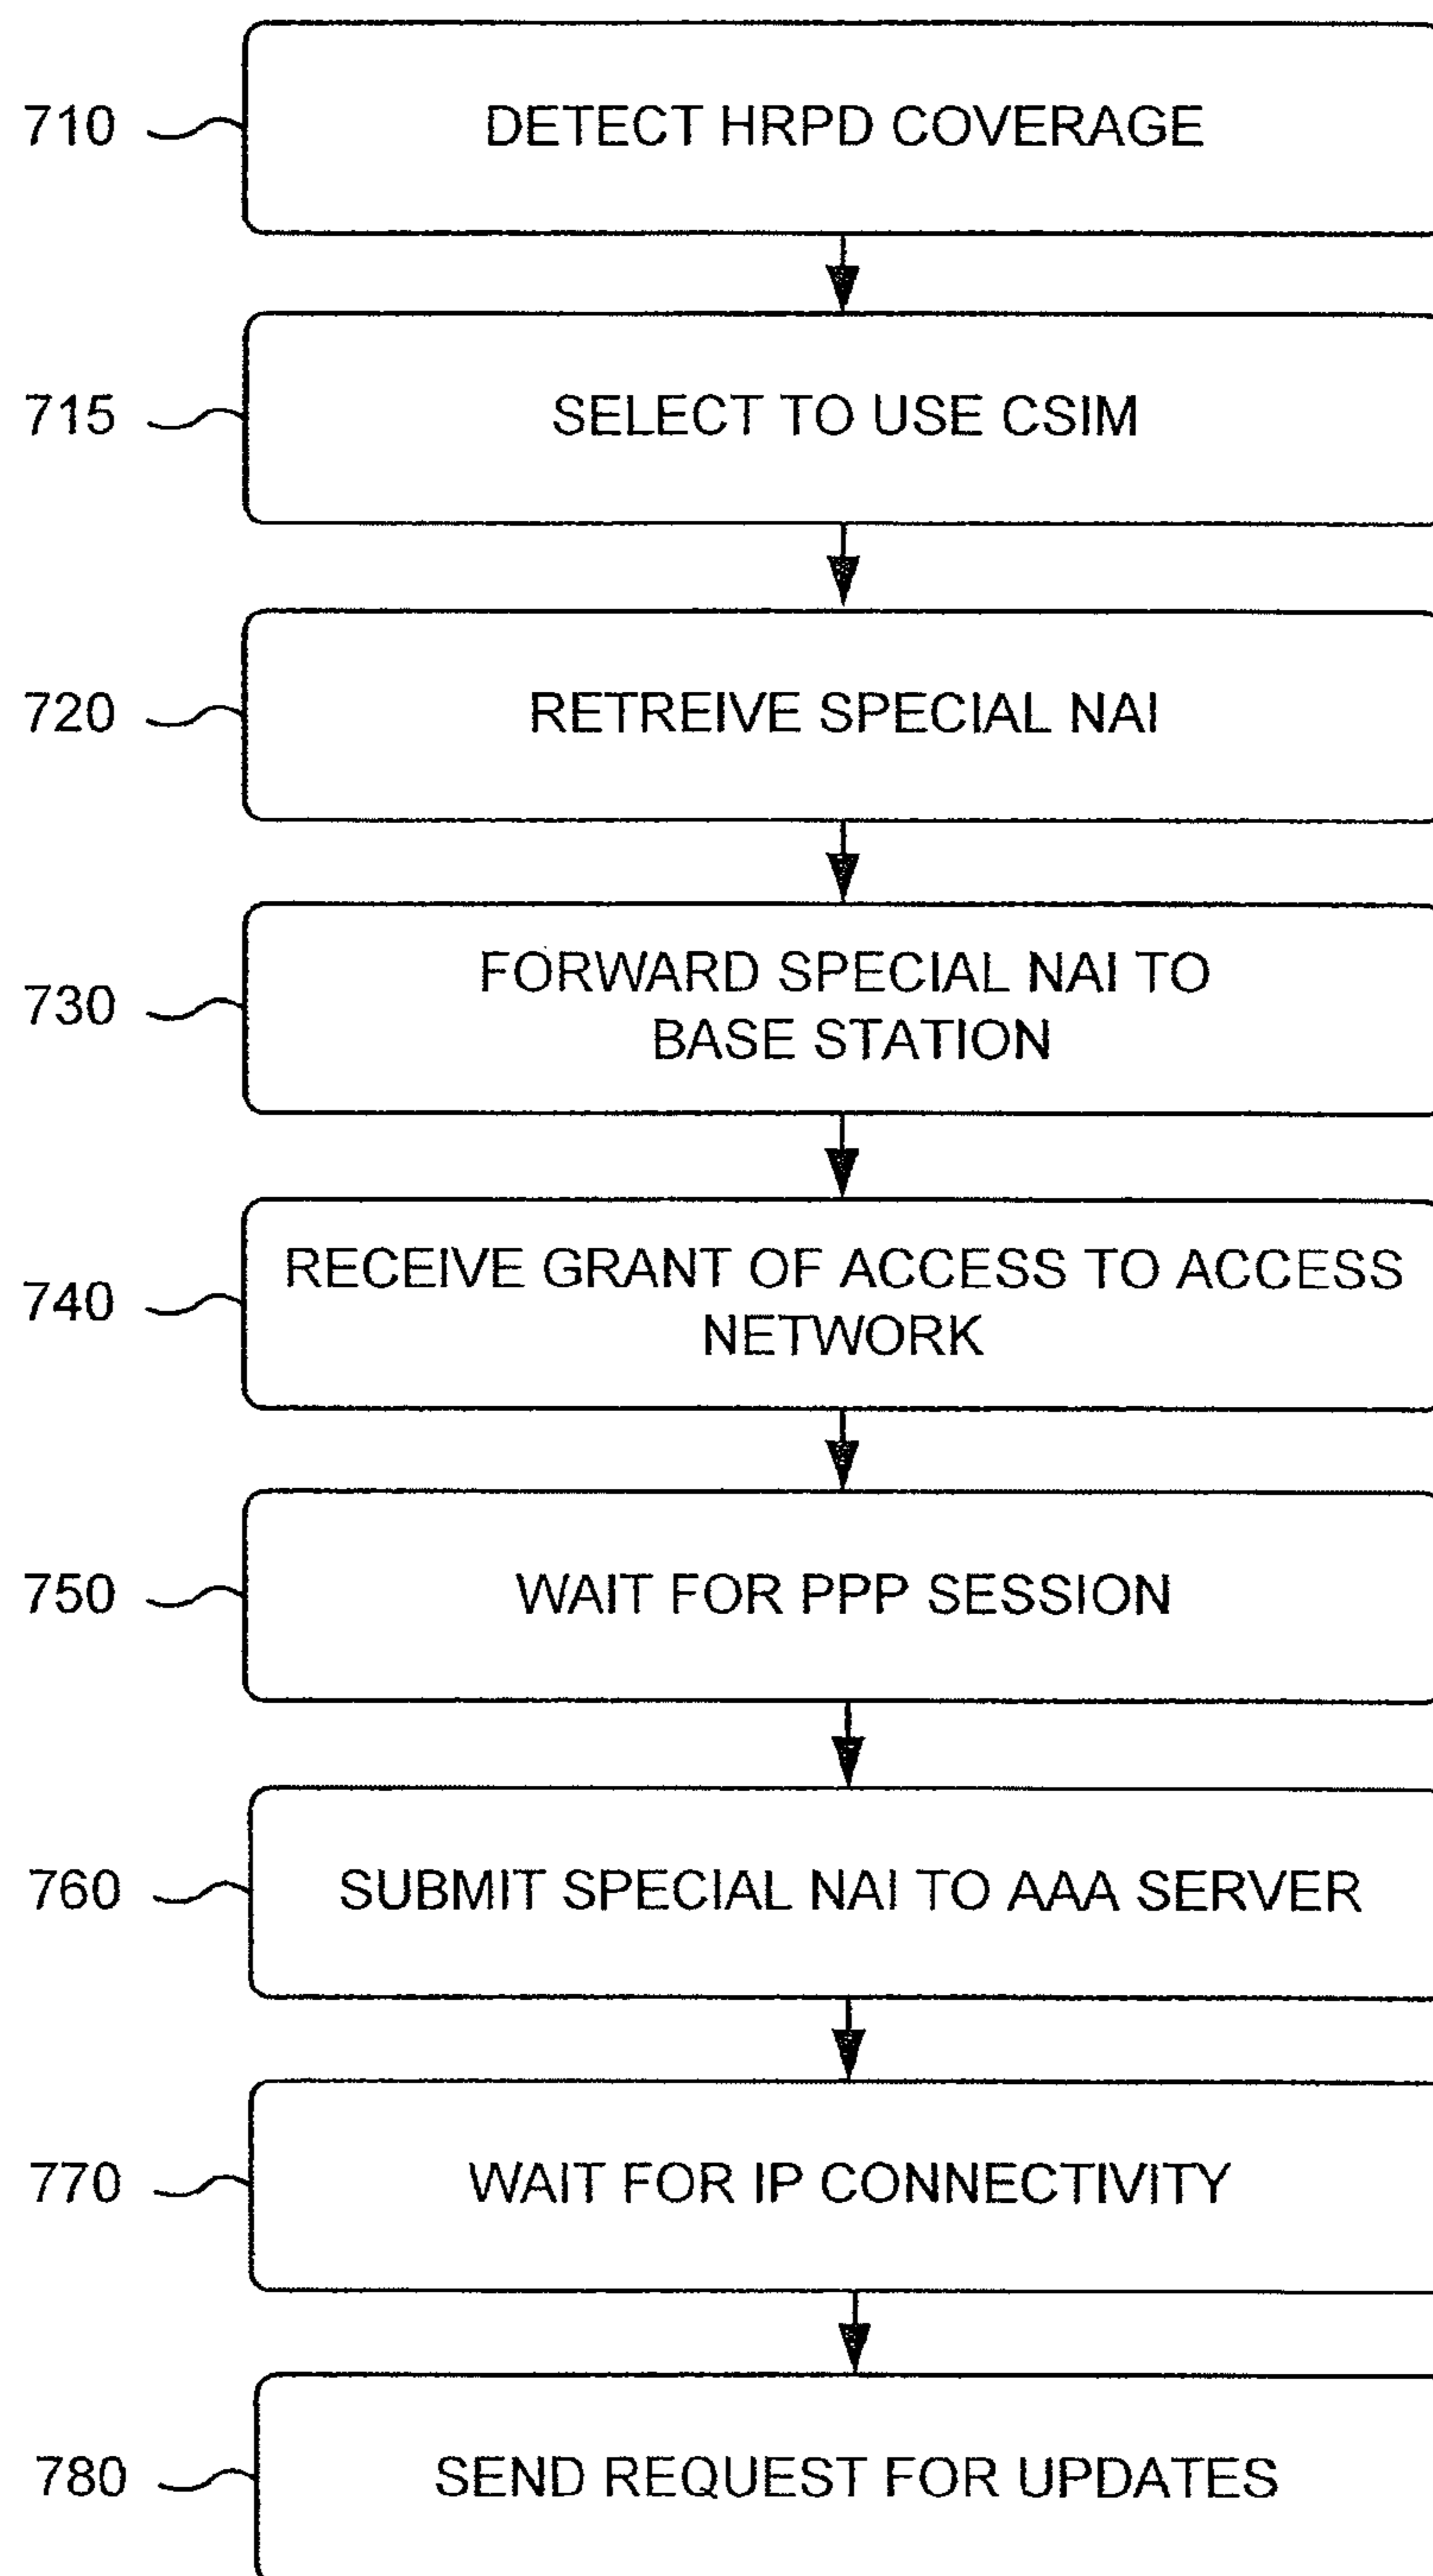 710 DETECT HRPD COVERAGE
715 SELECT TO USE CSIM
720 RETREIVE SPECIAL NAI
730 FORWARD SPECIAL NAI TO
BASE STATION
740 RECEIVE GRANT OF ACCESS TO ACCESS
NETWORK
750 WAIT FOR PPP SESSION
760 SUBMIT SPECIAL NAI TO AAA SERVER
770 WAIT FOR IP CONNECTIVITY
780 SEND REQUEST FOR UPDATES